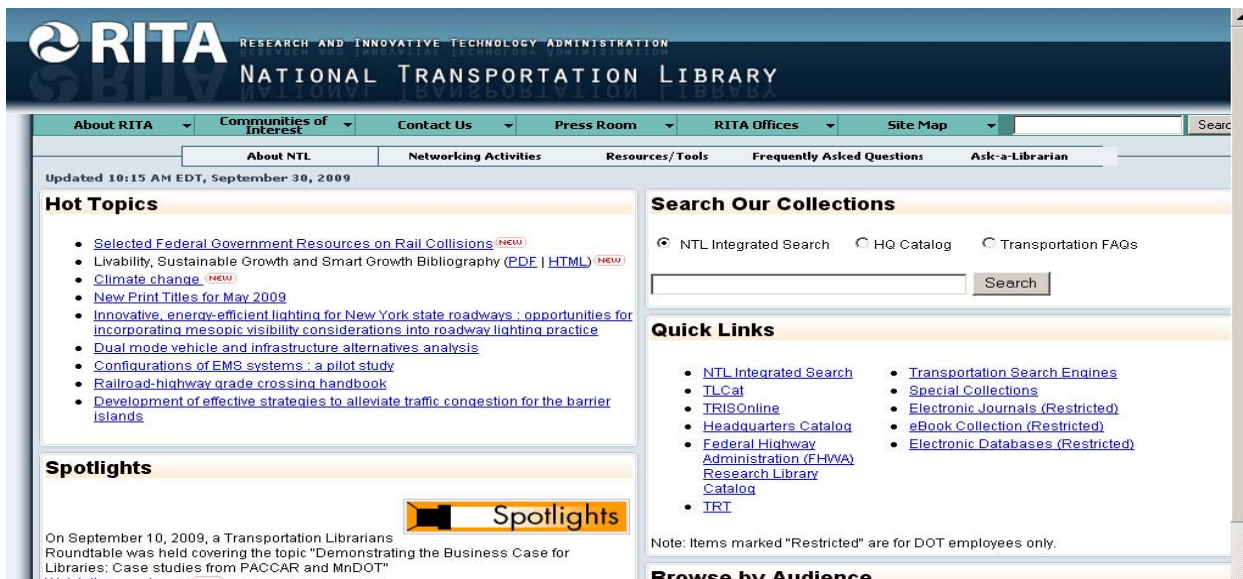 RITA RESEARCH AND INNOVATIVE TECHNOLOGY ADMINISTRATION
NATIONAL TRANSPORTATION LIBRARY
About RITA Communities of Interest Contact Us Press Room RITA Offices Site Map
About NTL Networking Activities Resources/Tools Frequently Asked Questions Ask-a-Librarian
Updated 10:15 AM EDT, September 30, 2009
Hot Topics
Selected Federal Government Resources on Rail Collisions NEW
Livability, Sustainable Growth and Smart Growth Bibliography (PDF | HTML) NEW
Climate change NEW
New Print Titles for May 2009
Innovative, energy-efficient lighting for New York state roadways : opportunities for
incorporating mesopic visibility considerations into roadway lighting practice
Dual mode vehicle and infrastructure alternatives analysis
Configurations of EMS systems : a pilot study
Railroad-highway grade crossing handbook
Development of effective strategies to alleviate traffic congestion for the barrier
islands
Spotlights
Spotlights
On September 10, 2009, a Transportation Librarians
Roundtable was held covering the topic "Demonstrating the Business Case for
Libraries: Case studies from PACCAR and MnDOT"
Search Our Collections
NTL Integrated Search HQ Catalog Transportation FAQs
Search
Quick Links
NTL Integrated Search
TLCat
TRISOnline
Headquarters Catalog
Federal Highway
Administration (FHWA)
Research Library
Catalog
TRT
Transportation Search Engines
Special Collections
Electronic Journals (Restricted)
eBook Collection (Restricted)
Electronic Databases (Restricted)
Note: Items marked "Restricted" are for DOT employees only.
Browse by Audience